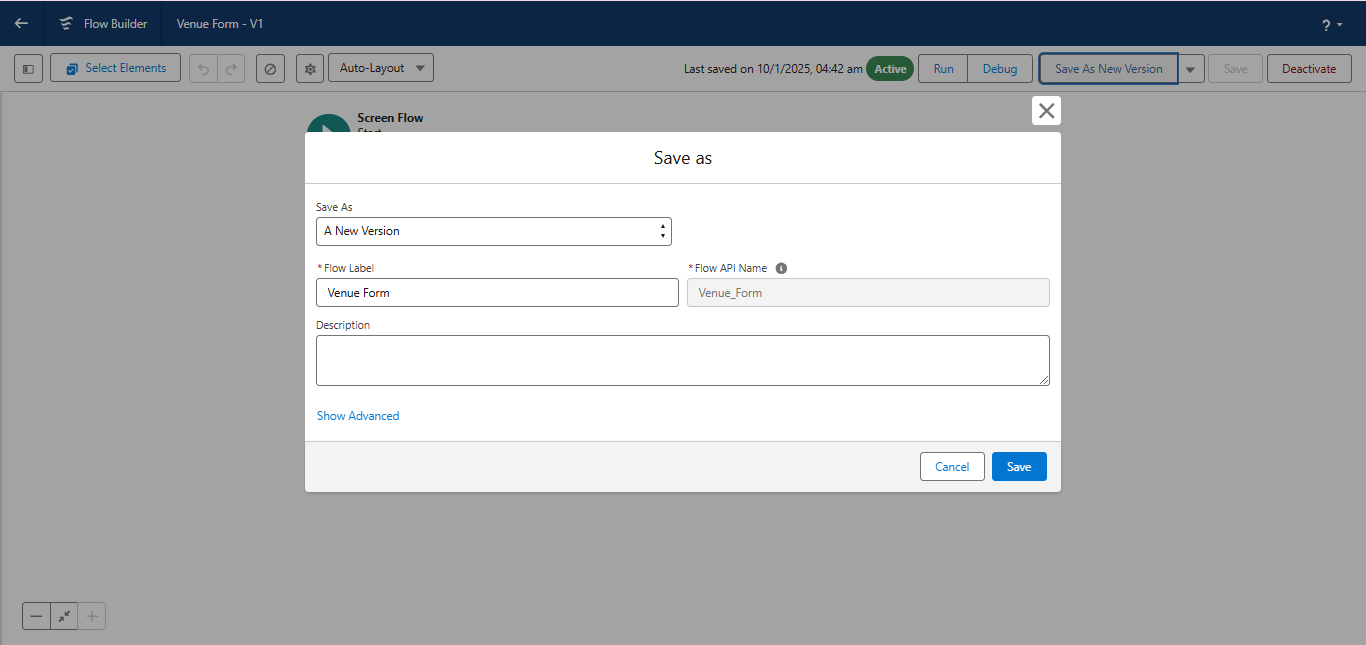 Flow Builder
Venue Form - V1
?
Select Elements
Auto-Layout
Last saved on 10/1/2025, 04:42 am
Active
Run
Debug
Save As New Version
Save
Deactivate
Screen Flow
Start
Save as
Save As
A New Version
*Flow Label
*Flow API Name
Venue Form
Venue_Form
Description
Show Advanced
Cancel
Save